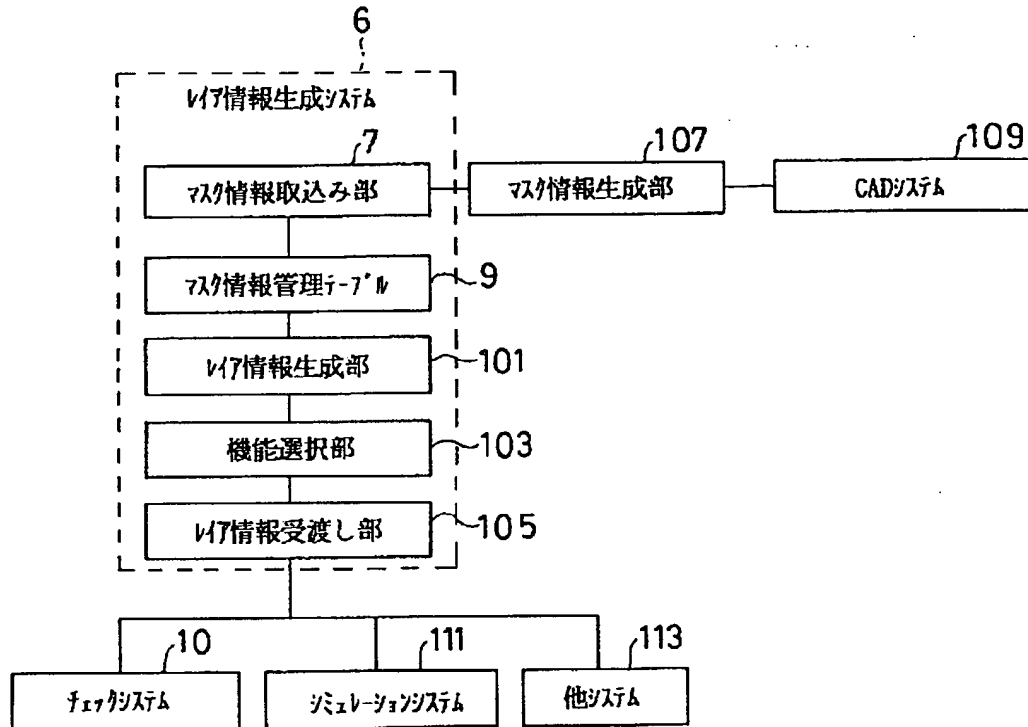 6
ﾚｲｱ情報生成ｼｽﾃﾑ
7
ﾏｽｸ情報取込み部
107
ﾏｽｸ情報生成部
109
CADｼｽﾃﾑ
ﾏｽｸ情報管理ﾃｰﾌﾞﾙ
9
ﾚｲｱ情報生成部
101
機能選択部
103
ﾚｲｱ情報受渡し部
105
10
ﾁｪｯｸｼｽﾃﾑ
111
ｼﾐｭﾚｰｼｮﾝｼｽﾃﾑ
113
他ｼｽﾃﾑ